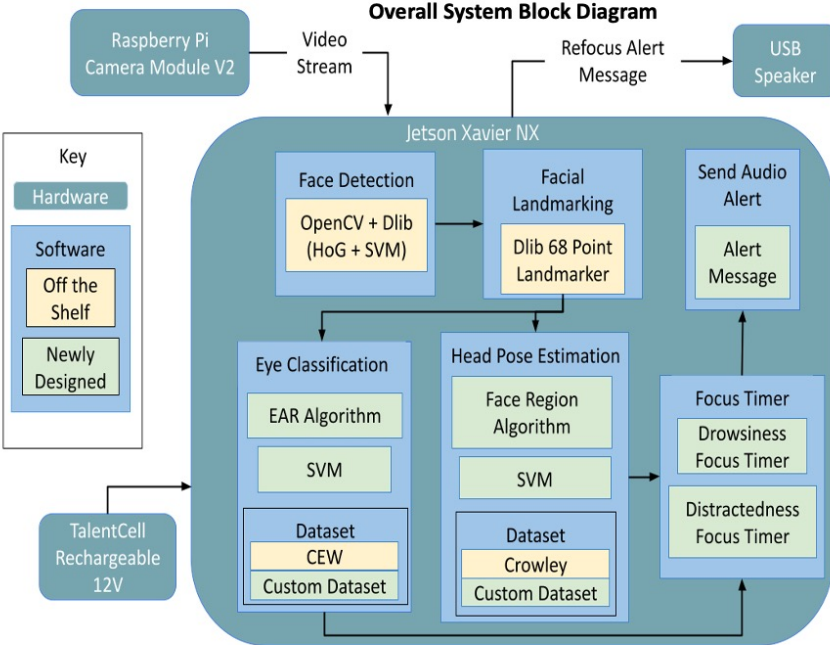 Overall System Block Diagram
Raspberry Pi
Camera Module V2
Video
Stream
Refocus Alert
Message
USB
Speaker
Jetson Xavier NX
Key
Hardware
Software
Off the
Shelf
Newly
Designed
Face Detection
OpenCV + Dlib
(HoG + SVM)
Facial
Landmarking
Dlib 68 Point
Landmarker
Send Audio
Alert
Alert
Message
Eye Classification
EAR Algorithm
SVM
Dataset
CEW
Custom Dataset
Head Pose Estimation
Face Region
Algorithm
SVM
Dataset
Crowley
Custom Dataset
Focus Timer
Drowsiness
Focus Timer
Distractedness
Focus Timer
TalentCell
Rechargeable
12V